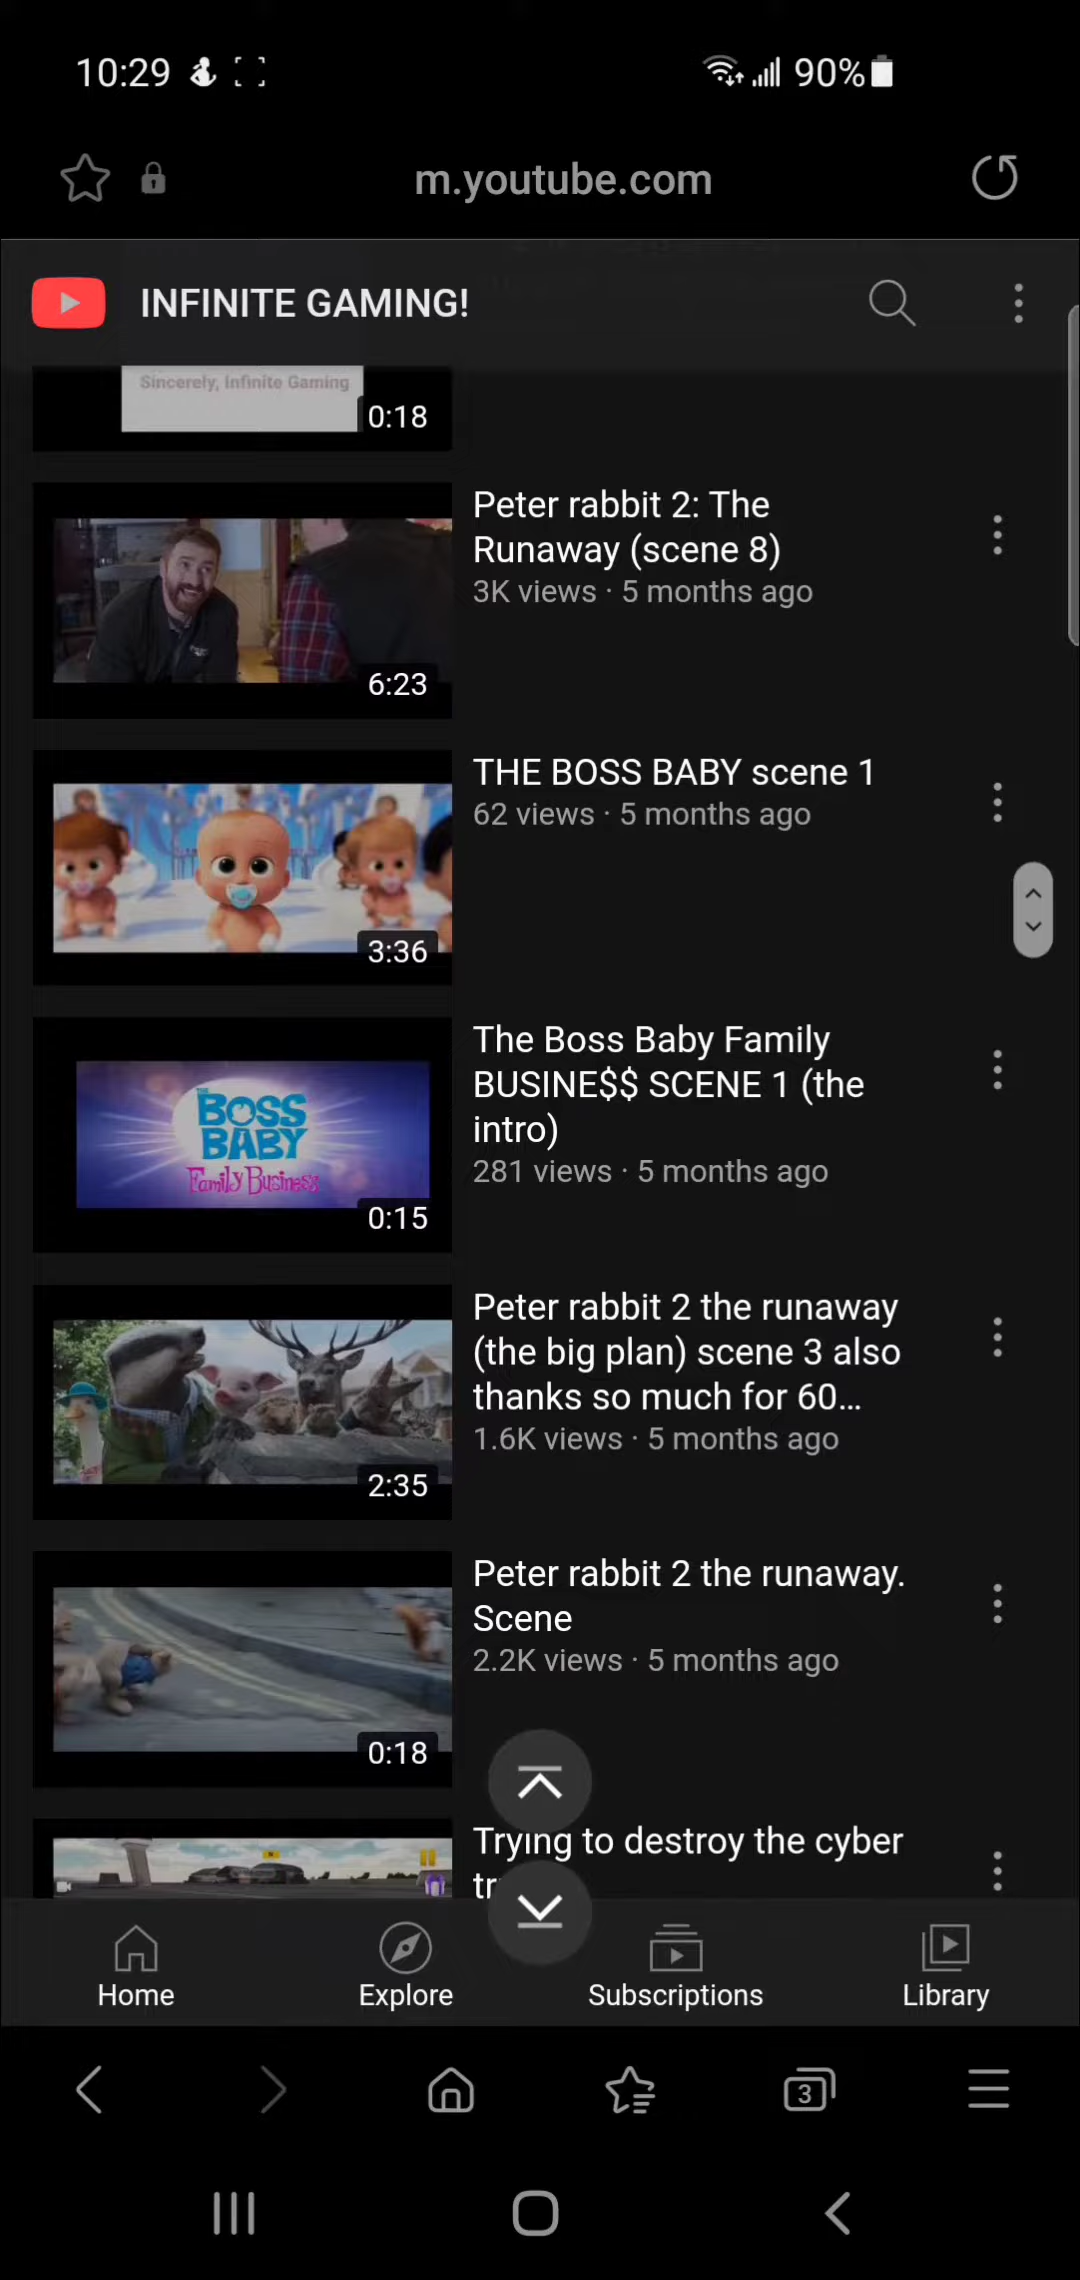 10:29
90%
m.youtube.com
INFINITE GAMING!
Sincerely, Infinite Gaming
0:18
Peter rabbit 2: The
Runaway (scene 8)
3K views · 5 months ago
6:23
THE BOSS BABY scene 1
62 views · 5 months ago
3:36
The Boss Baby Family
BUSINE$$ SCENE 1 (the
intro)
281 views · 5 months ago
THE
BOSS
BABY
Family Business
0:15
Peter rabbit 2 the runaway
(the big plan) scene 3 also
thanks so much for 60...
1.6K views · 5 months ago
2:35
Peter rabbit 2 the runaway.
Scene
2.2K views · 5 months ago
0:18
Trying to destroy the cyber
tr
Home
Explore
Subscriptions
Library
3